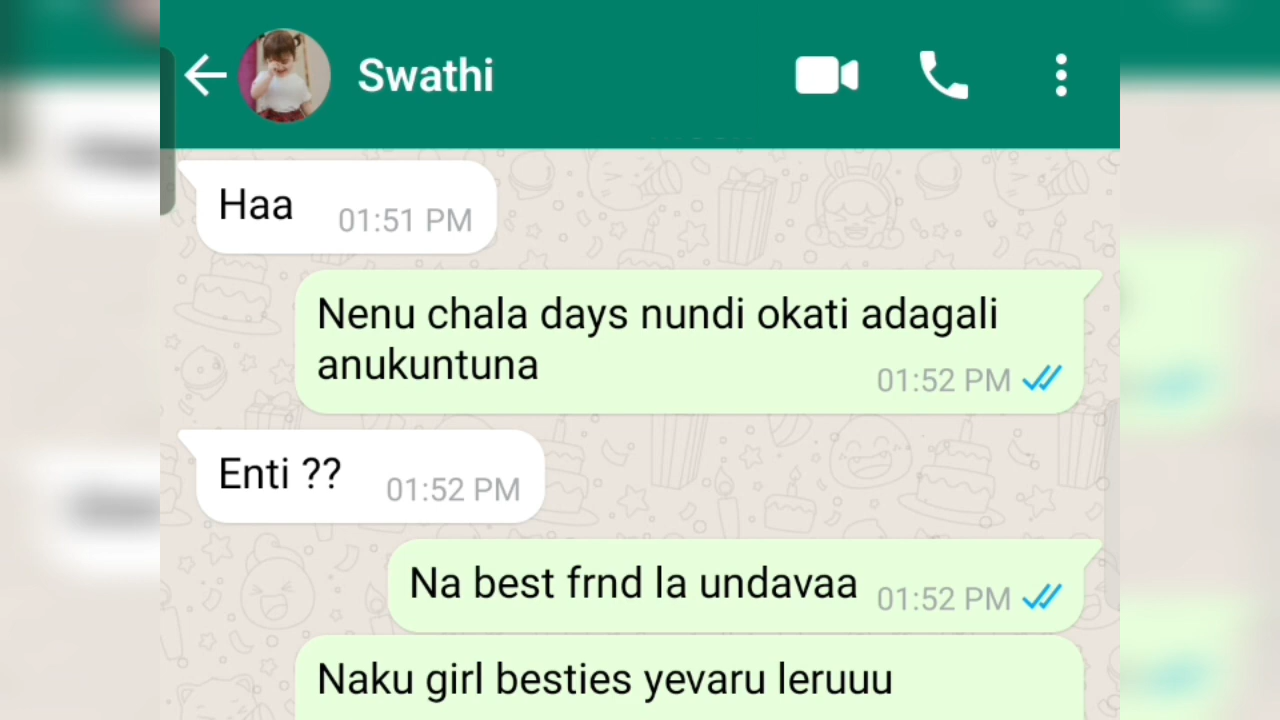 Swathi
Haa
01:51 PM
Nenu chala days nundi okati adagali
anukuntuna
01:52 PM
Enti ??
01:52 PM
Na best frnd la undavaa
01:52 PM
Naku girl besties yevaru leruuu